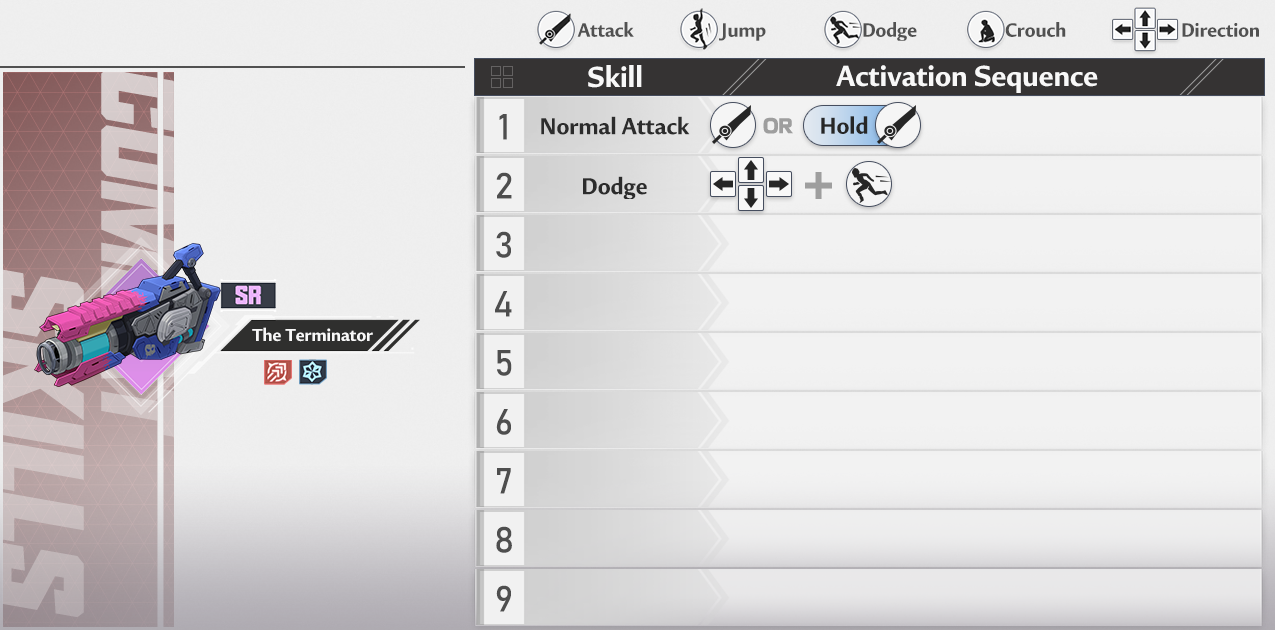 Attack Jump Dodge Crouch Direction
Skill Activation Sequence
1 Normal Attack OR Hold
2 Dodge
3
4
5
6
7
8
9
SR
The Terminator
SKILLS